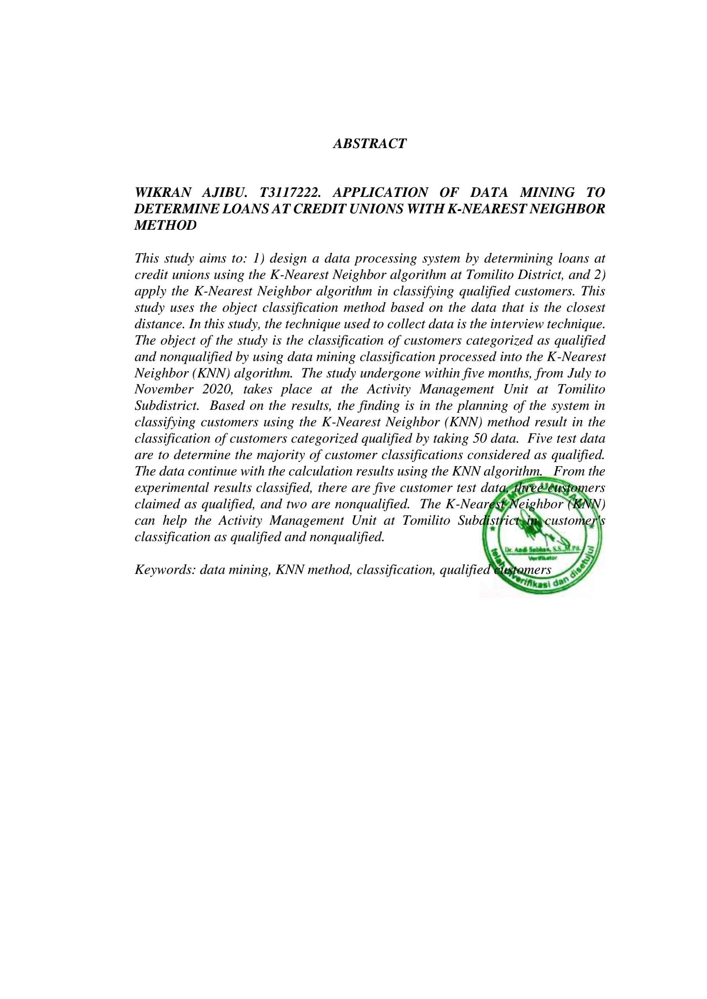 ABSTRACT
WIKRAN AJIBU. T3117222. APPLICATION OF DATA MINING TO
DETERMINE LOANS AT CREDIT UNIONS WITH K-NEAREST NEIGHBOR
METHOD
This study aims to: 1) design a data processing system by determining loans at
credit unions using the K-Nearest Neighbor algorithm at Tomilito District, and 2)
apply the K-Nearest Neighbor algorithm in classifying qualified customers. This
study uses the object classification method based on the data that is the closest
distance. In this study, the technique used to collect data is the interview technique.
The object of the study is the classification of customers categorized as qualified
and nonqualified by using data mining classification processed into the K-Nearest
Neighbor (KNN) algorithm. The study undergone within five months, from July to
November 2020, takes place at the Activity Management Unit at Tomilito
Subdistrict. Based on the results, the finding is in the planning of the system in
classifying customers using the K-Nearest Neighbor (KNN) method result in the
classification of customers categorized qualified by taking 50 data. Five test data
are to determine the majority of customer classifications considered as qualified.
The data continue with the calculation results using the KNN algorithm. From the
experimental results classified, there are five customer test data, three customers
claimed as qualified, and two are nonqualified. The K-Nearest Neighbor (KNN)
can help the Activity Management Unit at Tomilito Subdistrict in customer's
classification as qualified and nonqualified.
Keywords: data mining, KNN method, classification, qualified customers
Dr. Andi Subhan, S.S.,M.Pd.
Verifikator
telah diverifikasi dan disetujui